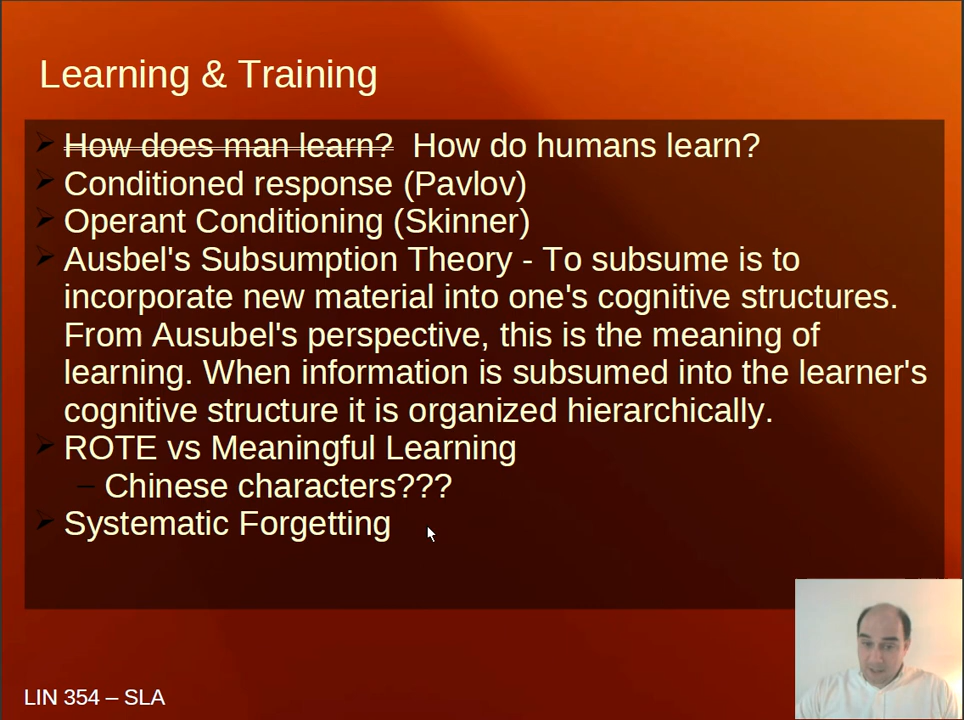 Learning & Training
How does man learn? How do humans learn?
Conditioned response (Pavlov)
Operant Conditioning (Skinner)
Ausbel's Subsumption Theory - To subsume is to
incorporate new material into one's cognitive structures.
From Ausubel's perspective, this is the meaning of
learning. When information is subsumed into the learner's
cognitive structure it is organized hierarchically.
ROTE vs Meaningful Learning
– Chinese characters???
Systematic Forgetting
LIN 354 – SLA